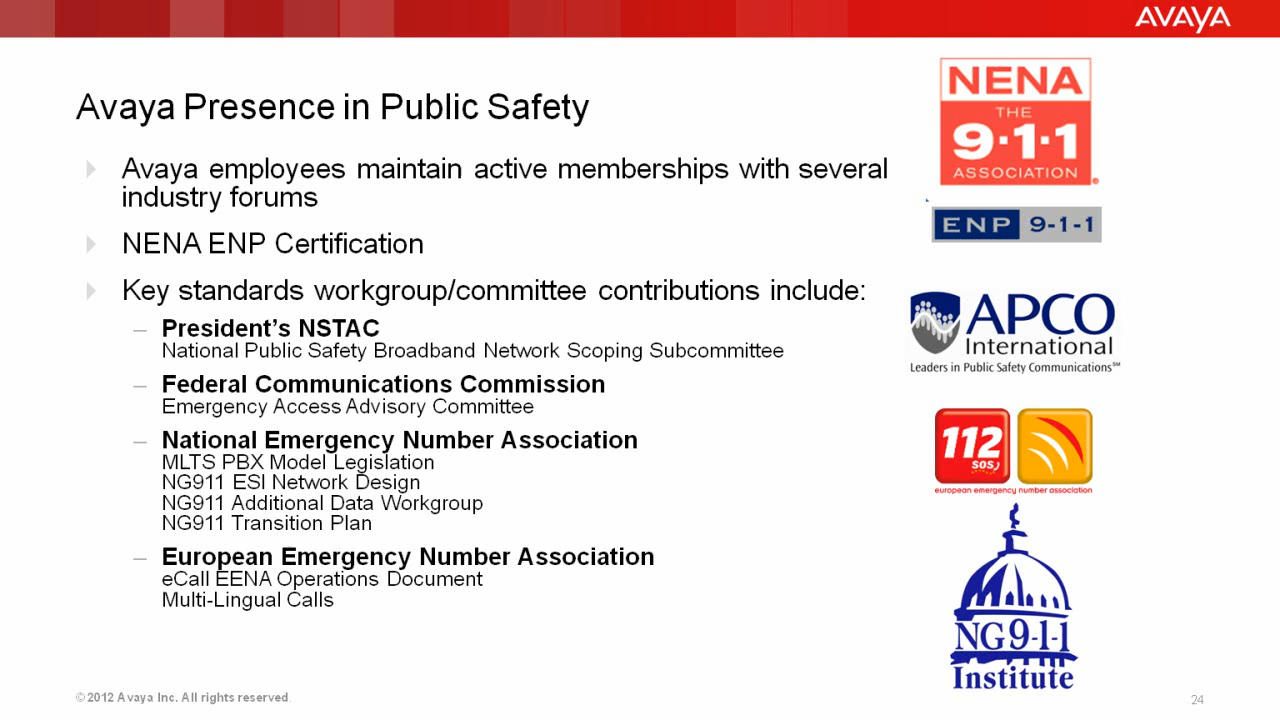 AVAYA
Avaya Presence in Public Safety
Avaya employees maintain active memberships with several
industry forums
NENA ENP Certification
Key standards workgroup/committee contributions include:
– President's NSTAC
National Public Safety Broadband Network Scoping Subcommittee
– Federal Communications Commission
Emergency Access Advisory Committee
– National Emergency Number Association
MLTS PBX Model Legislation
NG911 ESI Network Design
NG911 Additional Data Workgroup
NG911 Transition Plan
– European Emergency Number Association
eCall EENA Operations Document
Multi-Lingual Calls
NENA
THE
9·1·1
ASSOCIATION®
ENP 9-1-1
APCO
International
Leaders in Public Safety Communications℠
112
SOS
european emergency number association
NG9-1-1
Institute
© 2012 Avaya Inc. All rights reserved.
24